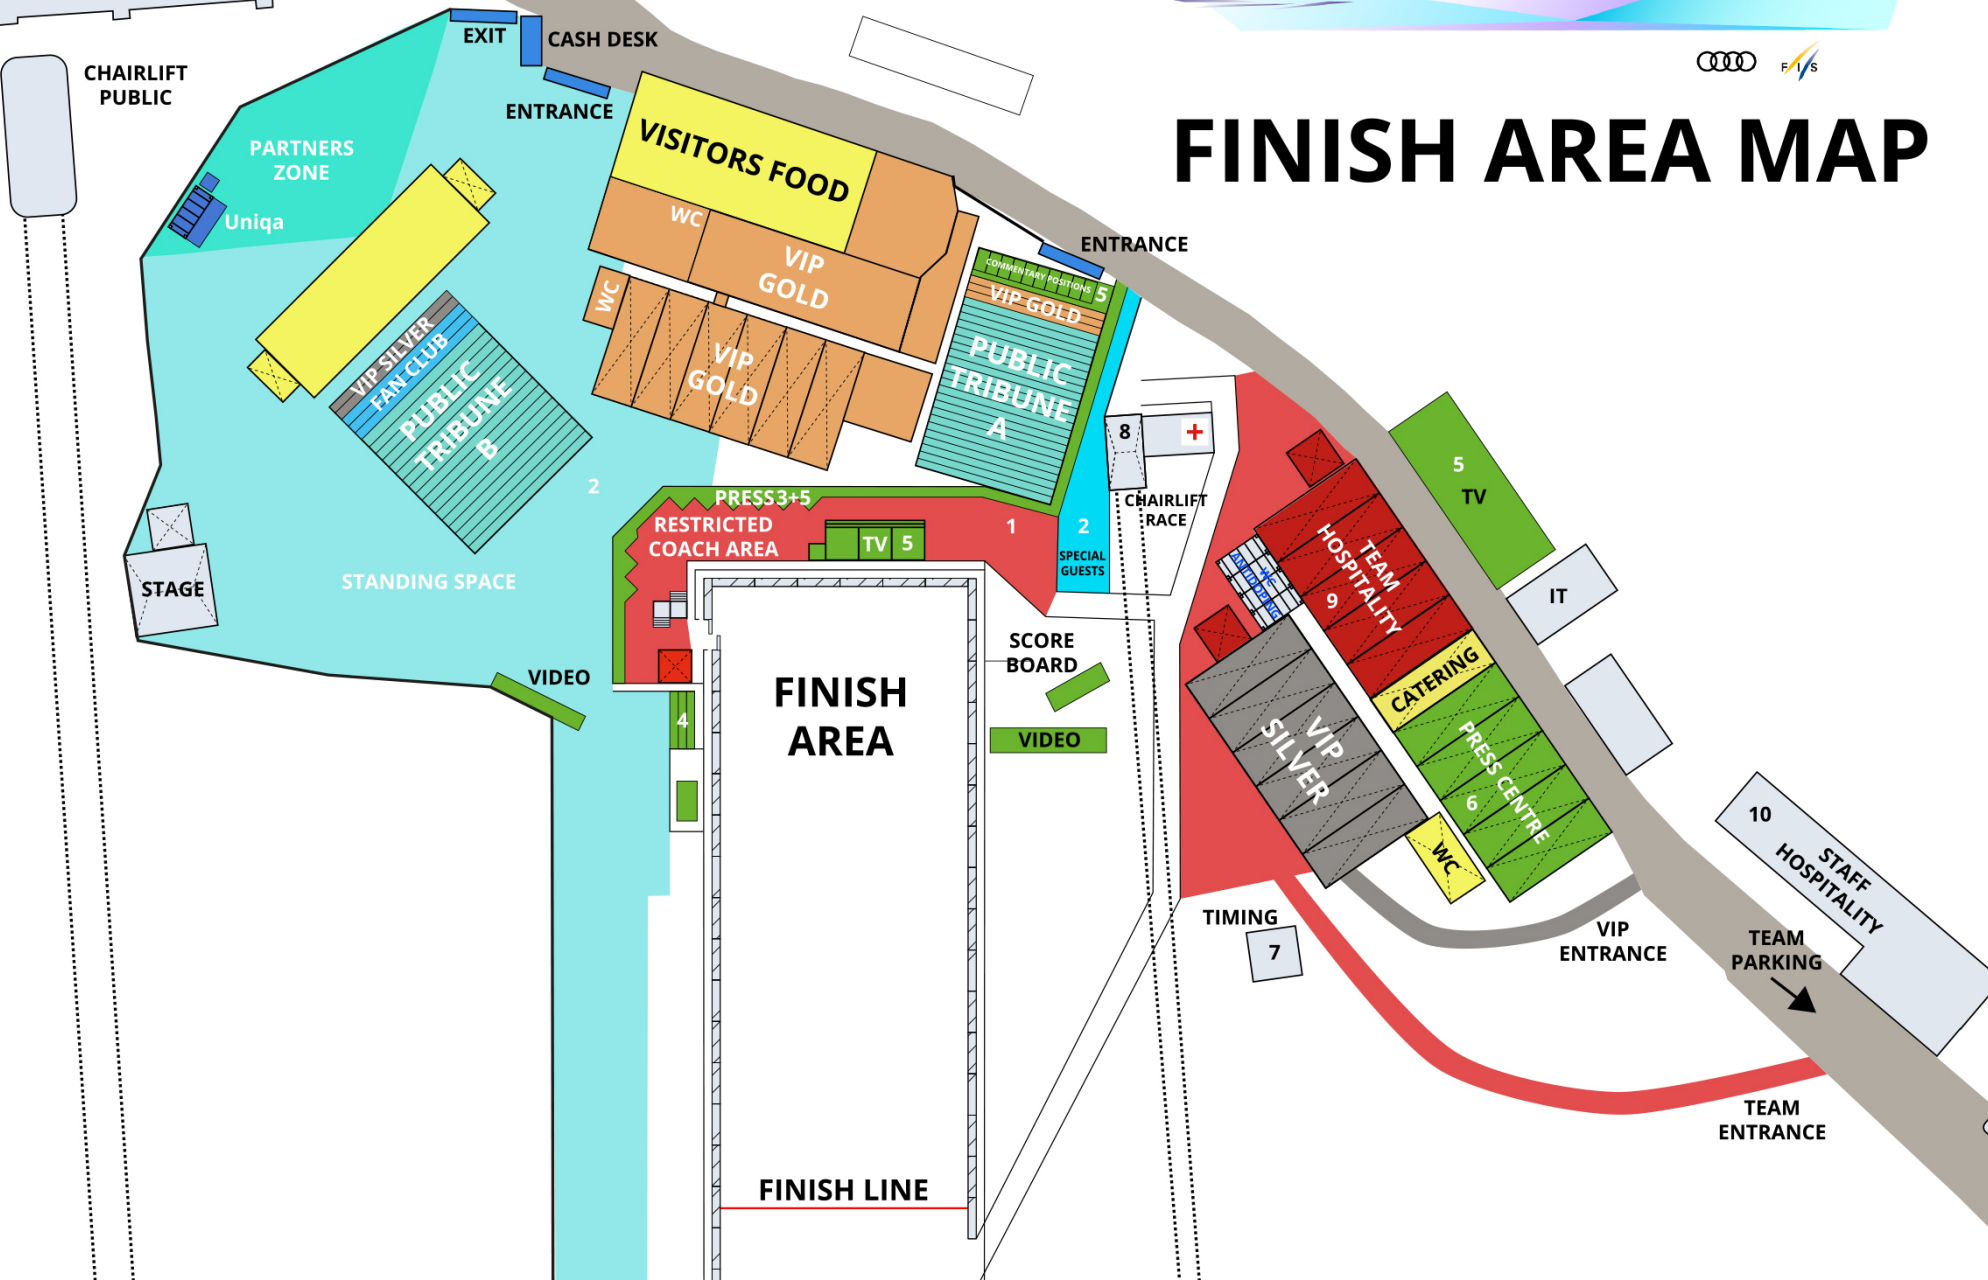 FIS
FINISH AREA MAP
EXIT
CASH DESK
ENTRANCE
CHAIRLIFT
PUBLIC
PARTNERS
ZONE
Uniqa
VISITORS FOOD
WC
VIP
GOLD
WC
VIP
GOLD
ENTRANCE
COMMENTARY POSITIONS
5
VIP GOLD
PUBLIC
TRIBUNE
A
VIP SILVER
FAN CLUB
PUBLIC
TRIBUNE
B
2
STANDING SPACE
STAGE
VIDEO
PRESS3+5
RESTRICTED
COACH AREA
TV
5
1
2
SPECIAL
GUESTS
8
CHAIRLIFT
RACE
5
TV
IT
TEAM
HOSPITALITY
9
WC
ANTIDOPING
CATERING
PRESS CENTRE
6
VIP
SILVER
WC
SCORE
BOARD
VIDEO
4
FINISH
AREA
FINISH LINE
TIMING
7
VIP
ENTRANCE
10
STAFF
HOSPITALITY
TEAM
PARKING
TEAM
ENTRANCE